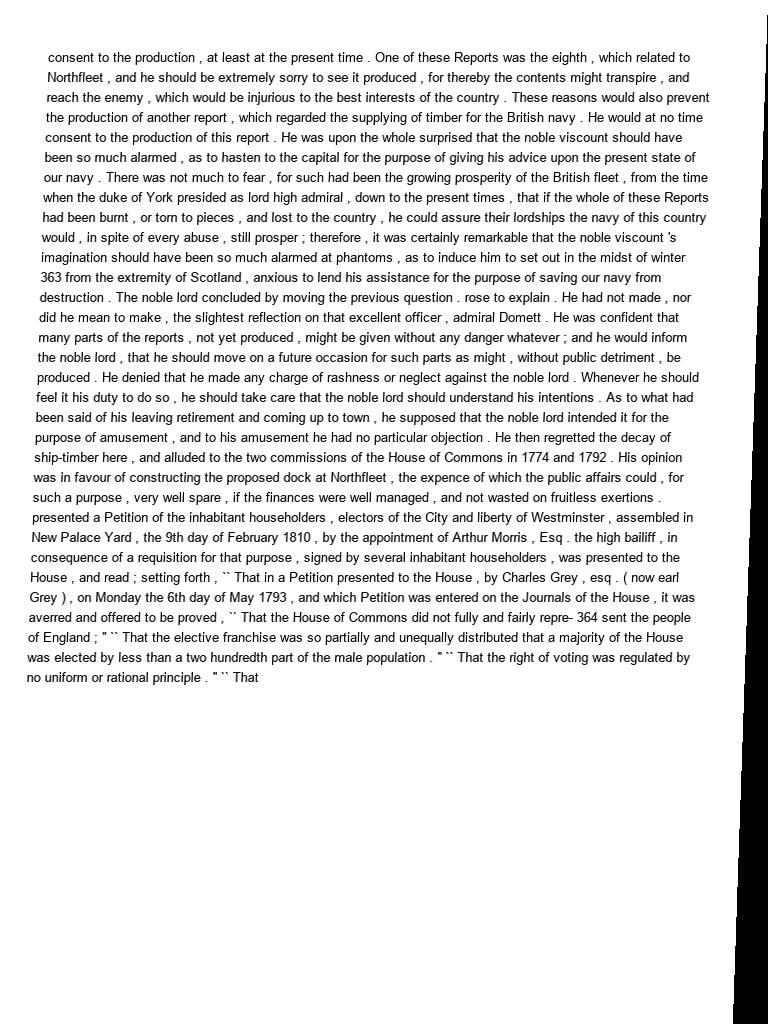 consent to the production , at least at the present time . One of these Reports was the eighth , which related to
Northfleet , and he should be extremely sorry to see it produced , for thereby the contents might transpire , and
reach the enemy , which would be injurious to the best interests of the country . These reasons would also prevent
the production of another report , which regarded the supplying of timber for the British navy . He would at no time
consent to the production of this report . He was upon the whole surprised that the noble viscount should have
been so much alarmed , as to hasten to the capital for the purpose of giving his advice upon the present state of
our navy . There was not much to fear , for such had been the growing prosperity of the British fleet , from the time
when the duke of York presided as lord high admiral , down to the present times , that if the whole of these Reports
had been burnt , or torn to pieces , and lost to the country , he could assure their lordships the navy of this country
would , in spite of every abuse , still prosper ; therefore , it was certainly remarkable that the noble viscount 's
imagination should have been so much alarmed at phantoms , as to induce him to set out in the midst of winter
363 from the extremity of Scotland , anxious to lend his assistance for the purpose of saving our navy from
destruction . The noble lord concluded by moving the previous question . rose to explain . He had not made , nor
did he mean to make , the slightest reflection on that excellent officer , admiral Domett . He was confident that
many parts of the reports , not yet produced , might be given without any danger whatever ; and he would inform
the noble lord , that he should move on a future occasion for such parts as might , without public detriment , be
produced . He denied that he made any charge of rashness or neglect against the noble lord . Whenever he should
feel it his duty to do so , he should take care that the noble lord should understand his intentions . As to what had
been said of his leaving retirement and coming up to town , he supposed that the noble lord intended it for the
purpose of amusement , and to his amusement he had no particular objection . He then regretted the decay of
ship-timber here , and alluded to the two commissions of the House of Commons in 1774 and 1792 . His opinion
was in favour of constructing the proposed dock at Northfleet , the expence of which the public affairs could , for
such a purpose , very well spare , if the finances were well managed , and not wasted on fruitless exertions .
presented a Petition of the inhabitant householders , electors of the City and liberty of Westminster , assembled in
New Palace Yard , the 9th day of February 1810 , by the appointment of Arthur Morris , Esq . the high bailiff , in
consequence of a requisition for that purpose , signed by several inhabitant householders , was presented to the
House , and read ; setting forth , `` That in a Petition presented to the House , by Charles Grey , esq . ( now earl
Grey ) , on Monday the 6th day of May 1793 , and which Petition was entered on the Journals of the House , it was
averred and offered to be proved , `` That the House of Commons did not fully and fairly repre- 364 sent the people
of England ; " `` That the elective franchise was so partially and unequally distributed that a majority of the House
was elected by less than a two hundredth part of the male population . " `` That the right of voting was regulated by
no uniform or rational principle . " `` That